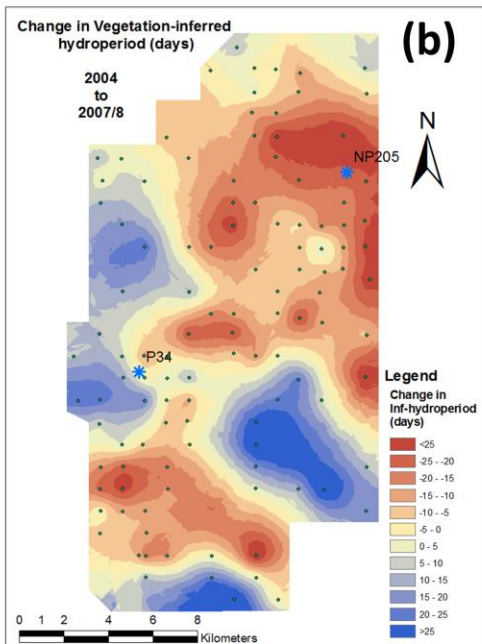 Change in Vegetation-inferred
hydroperiod (days)
2004
to
2007/8
(b)
N
NP205
P34
Legend
Change in
Inf-hydroperiod
(days)
<25
-25 - -20
-20 - -15
-15 - -10
-10 - -5
-5 - 0
0 - 5
5 - 10
10 - 15
15 - 20
20 - 25
>25
0 1 2 4 6 8
Kilometers